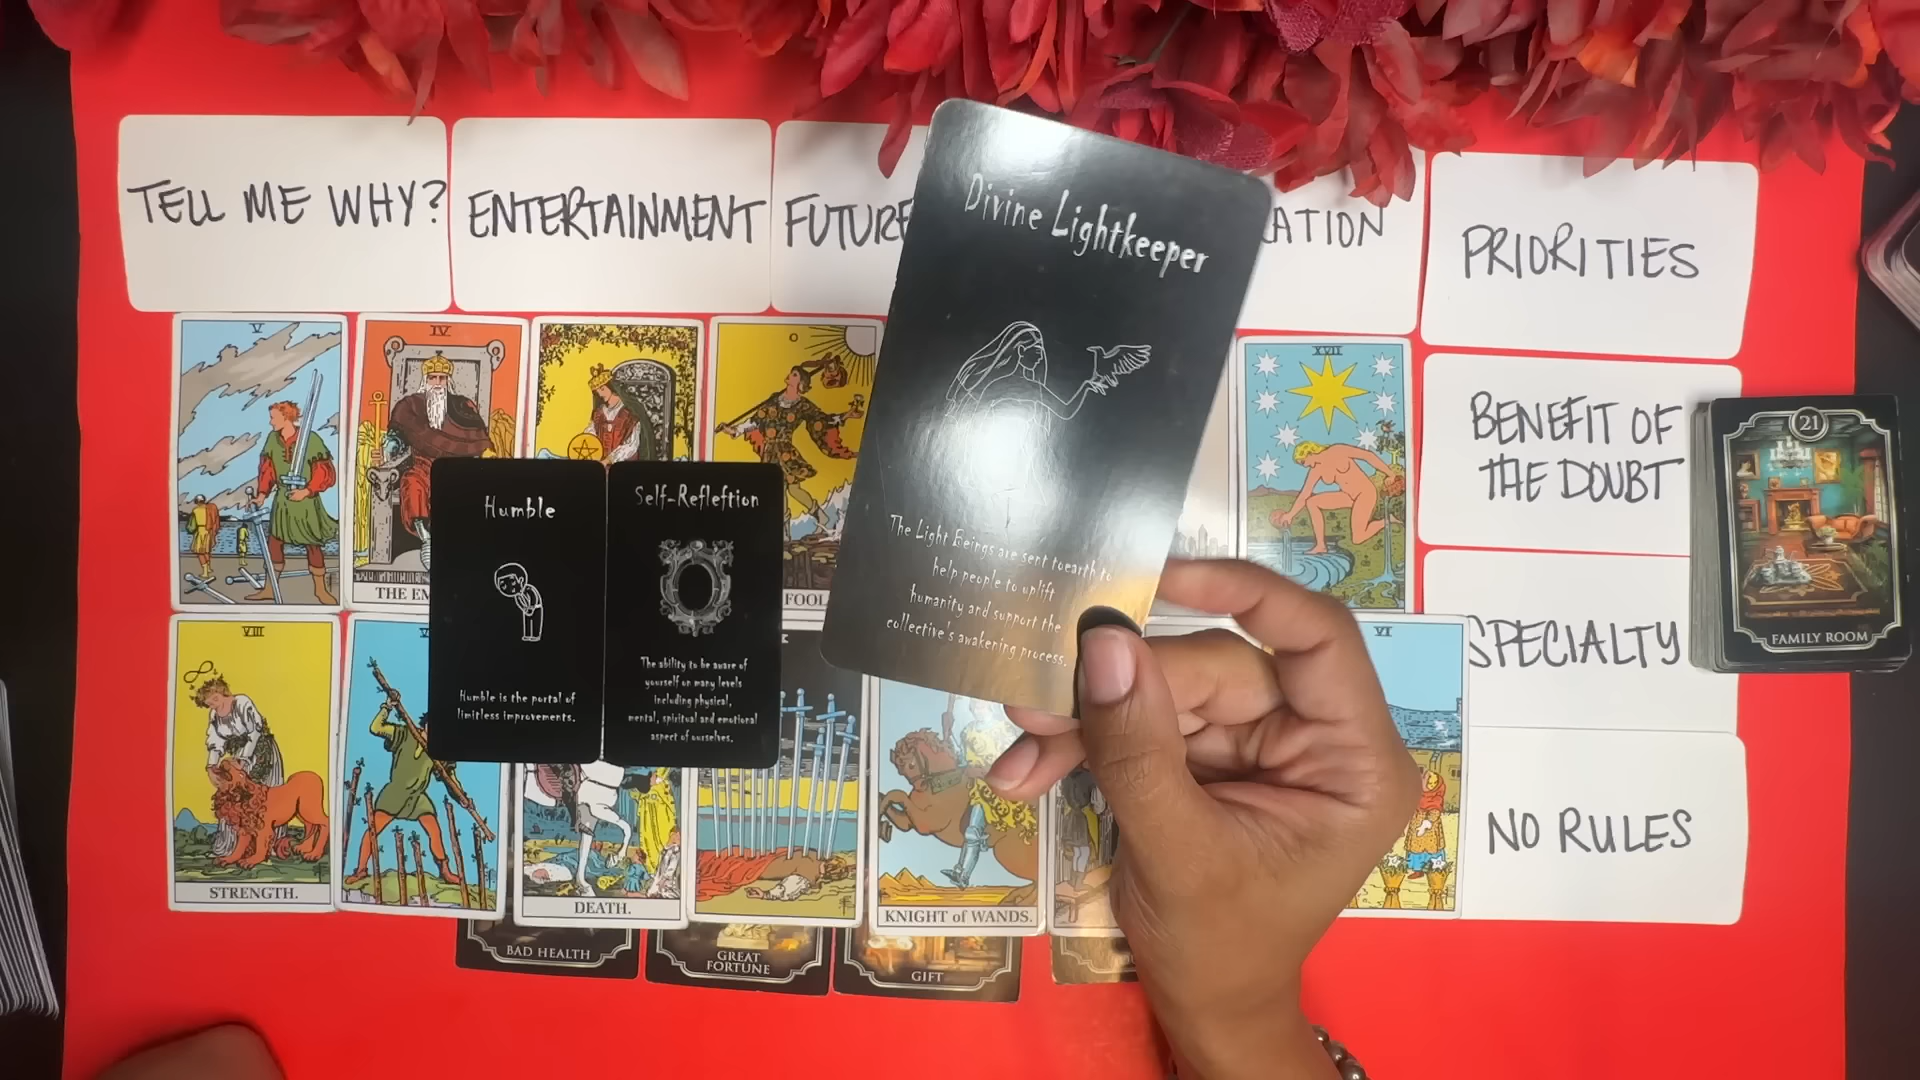 TELL ME WHY?
ENTERTAINMENT
FUTURE
ATION
PRIORITIES
Divine Lightkeeper
The Light Beings are sent toearth to
help people to uplift
humanity and support the
collective's awakening process.
V
IV
XVII
BENEFIT OF
THE DOUBT
21
FAMILY ROOM
Humble
Humble is the portal of
limitless improvements.
Self-Refleftion
The ability to be aware of
yourself on many levels
including physical,
mental, spiritual and emotional
aspect of ourselves.
THE EM
FOOL
SPECIALTY
VIII
V
VI
NO RULES
STRENGTH.
DEATH.
KNIGHT of WANDS.
BAD HEALTH
GREAT
FORTUNE
GIFT